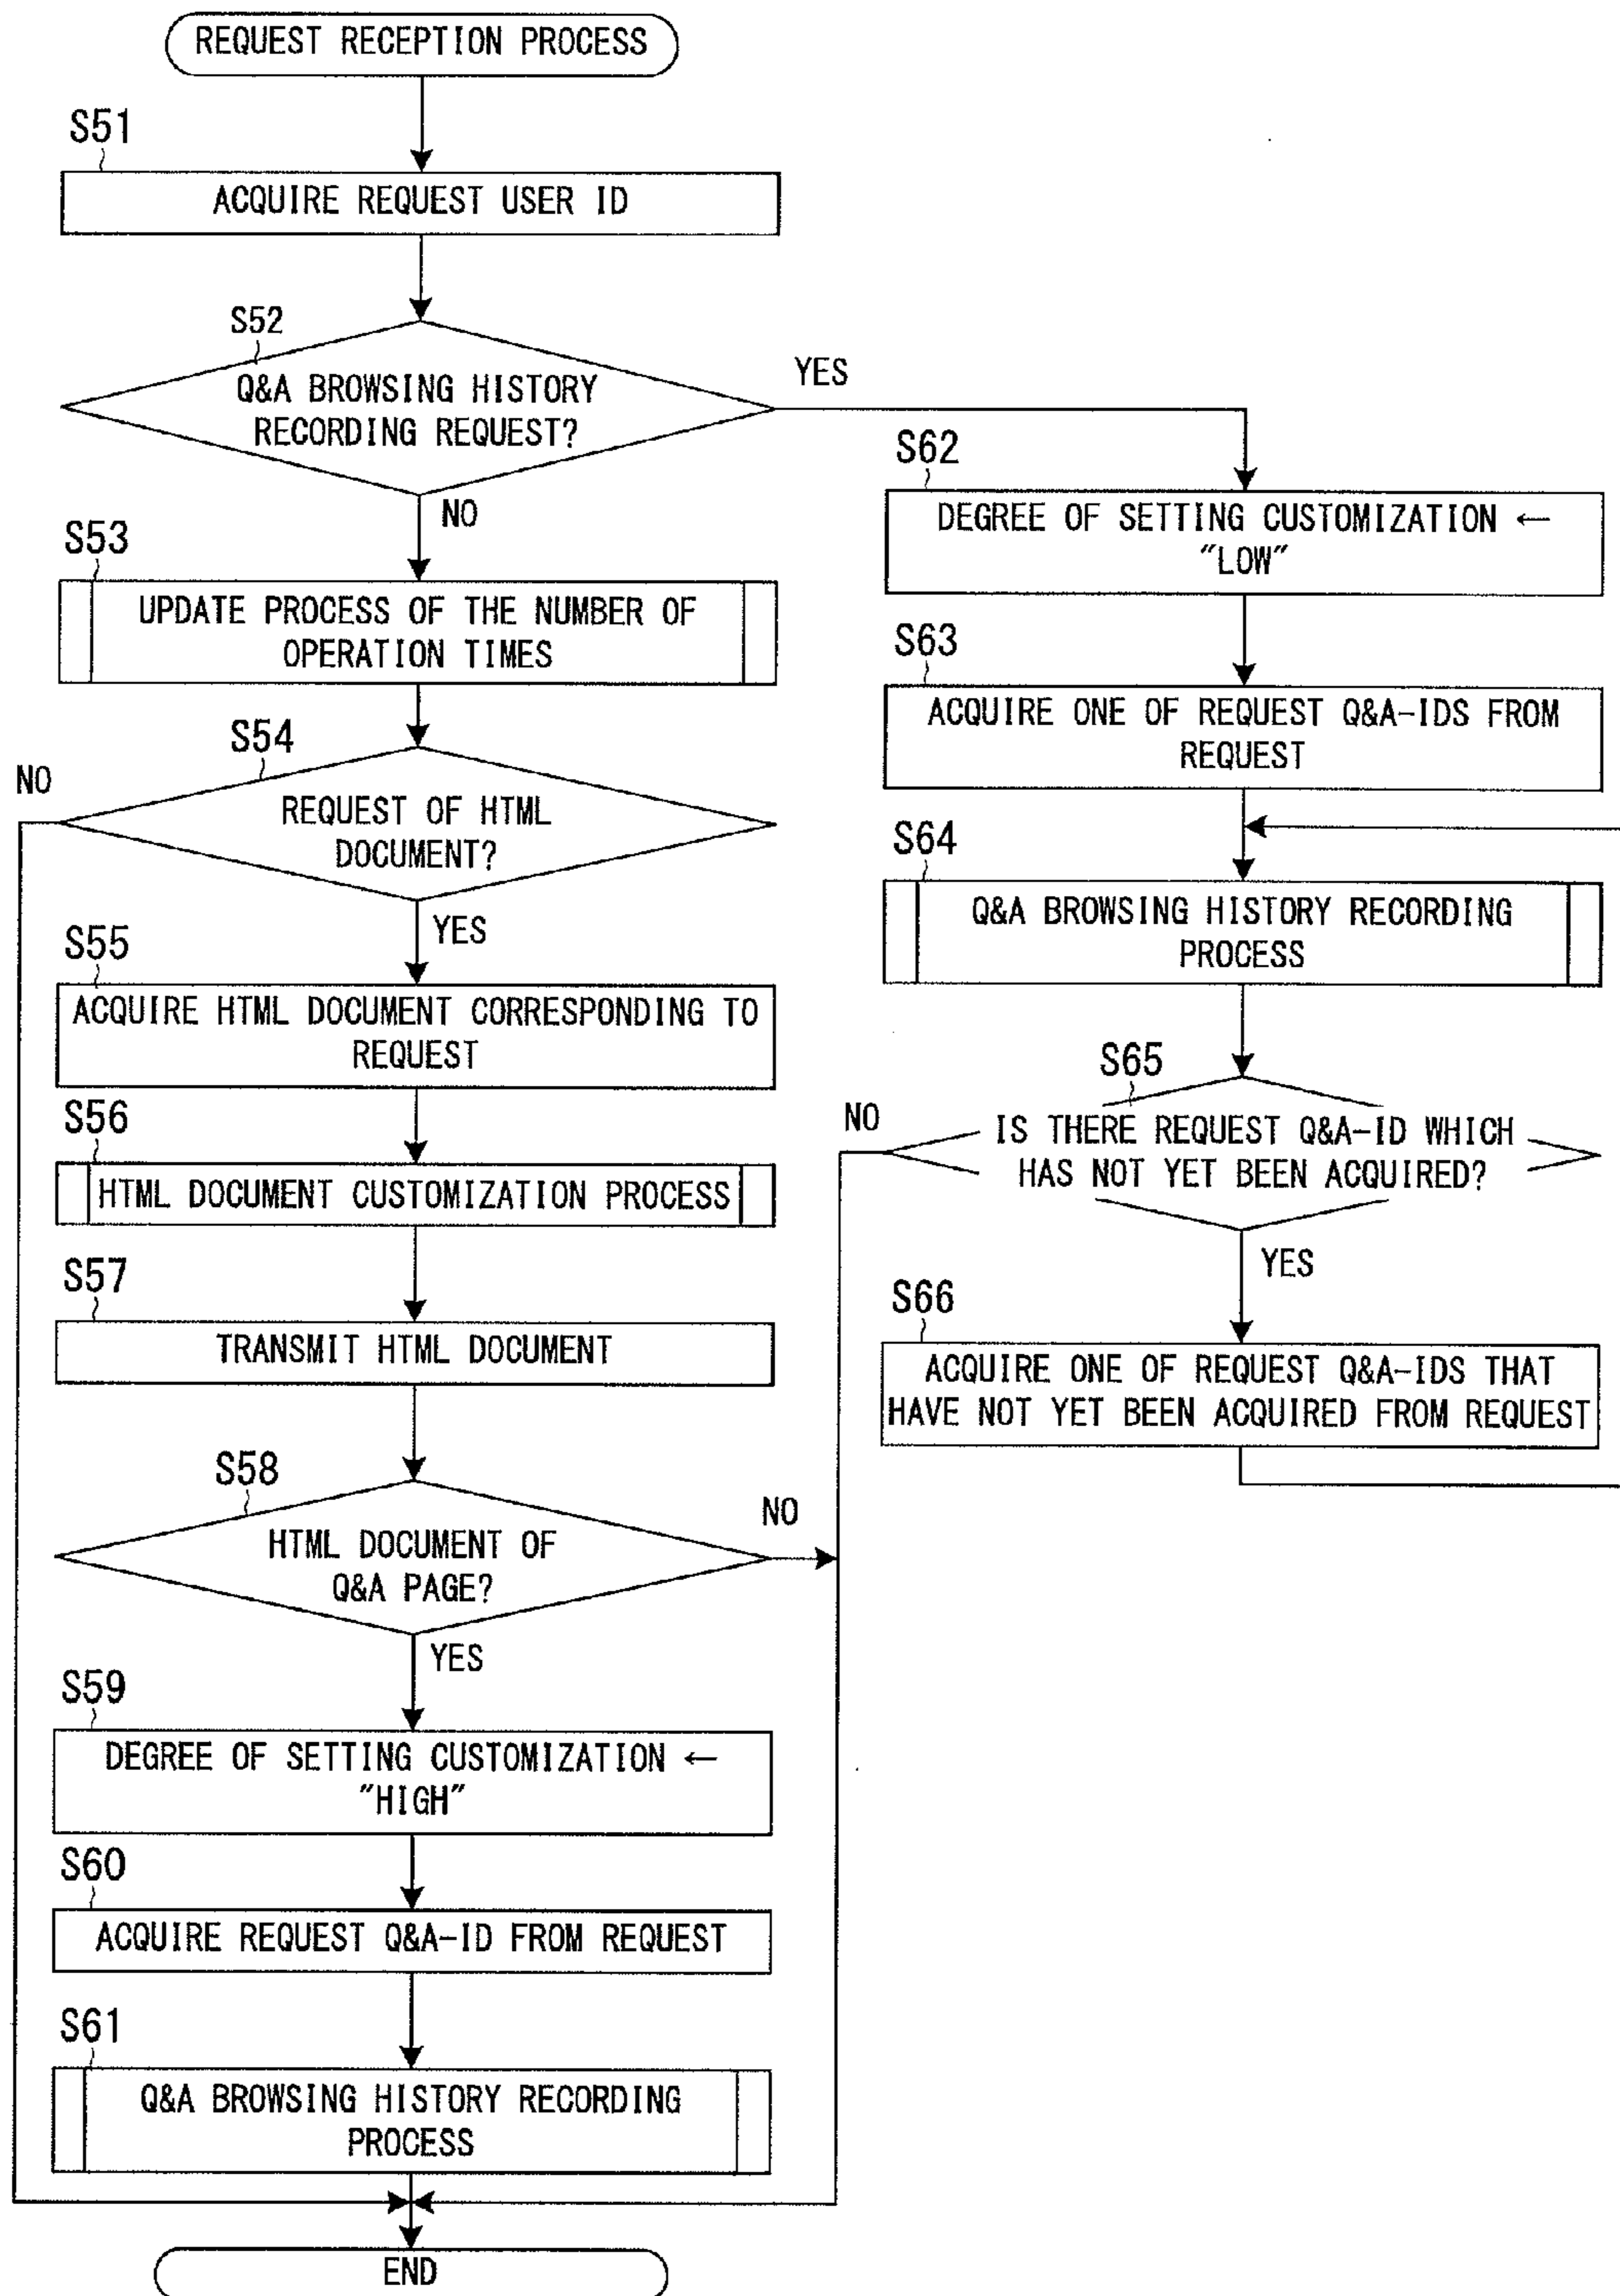 REQUEST RECEPTION PROCESS
S51
ACQUIRE REQUEST USER ID
S52
Q&A BROWSING HISTORY
RECORDING REQUEST?
YES
NO
S53
UPDATE PROCESS OF THE NUMBER OF
OPERATION TIMES
S54
NO
REQUEST OF HTML
DOCUMENT?
YES
S55
ACQUIRE HTML DOCUMENT CORRESPONDING TO
REQUEST
S56
HTML DOCUMENT CUSTOMIZATION PROCESS
S57
TRANSMIT HTML DOCUMENT
S58
NO
HTML DOCUMENT OF
Q&A PAGE?
YES
S59
DEGREE OF SETTING CUSTOMIZATION ←
"HIGH"
S60
ACQUIRE REQUEST Q&A-ID FROM REQUEST
S61
Q&A BROWSING HISTORY RECORDING
PROCESS
END
S62
DEGREE OF SETTING CUSTOMIZATION ←
"LOW"
S63
ACQUIRE ONE OF REQUEST Q&A-IDS FROM
REQUEST
S64
Q&A BROWSING HISTORY RECORDING
PROCESS
S65
NO
IS THERE REQUEST Q&A-ID WHICH
HAS NOT YET BEEN ACQUIRED?
YES
S66
ACQUIRE ONE OF REQUEST Q&A-IDS THAT
HAVE NOT YET BEEN ACQUIRED FROM REQUEST